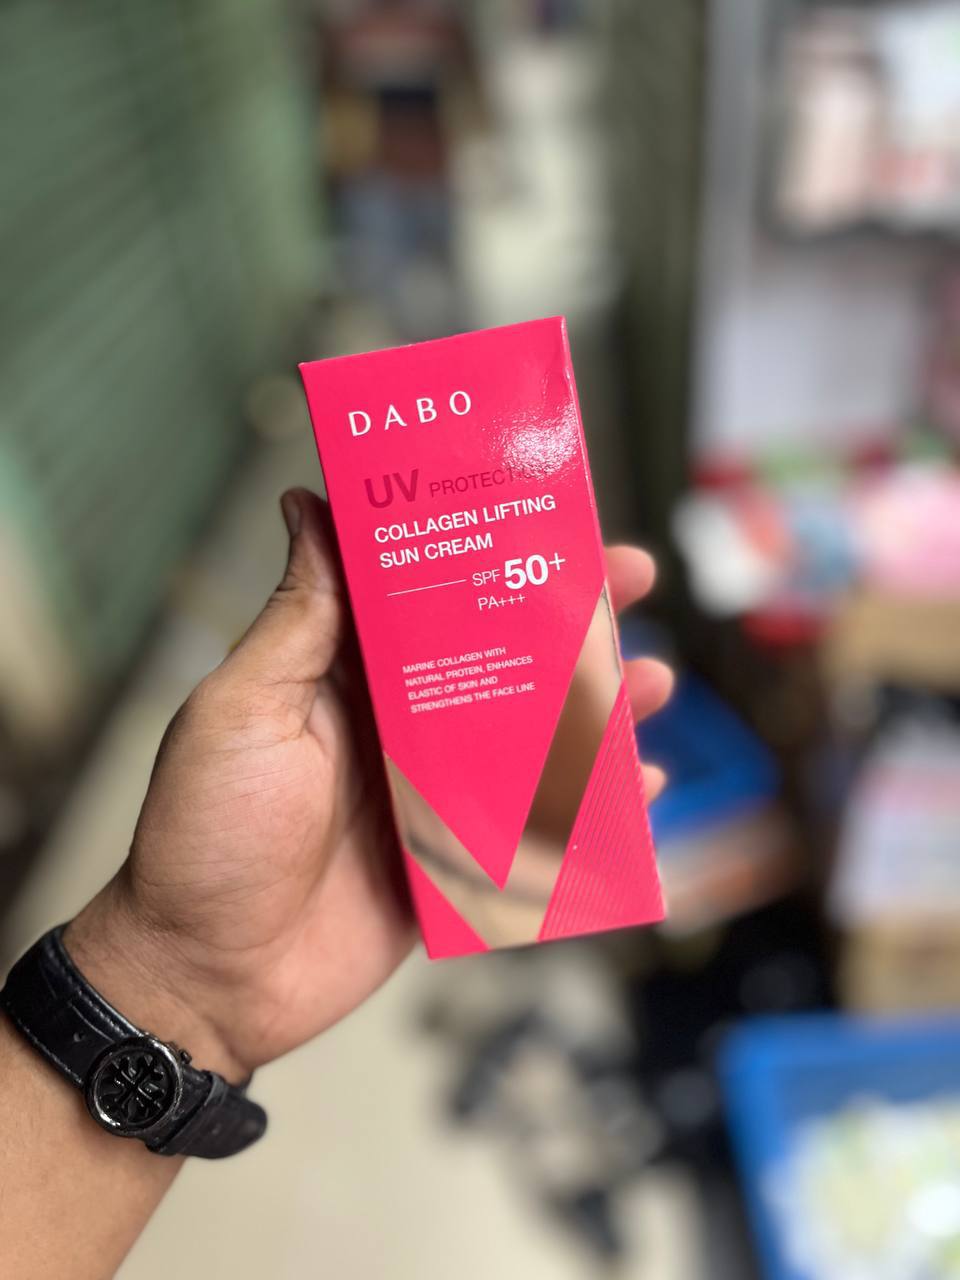 DABO
UV PROTECTION
COLLAGEN LIFTING
SUN CREAM
SPF 50+
PA+++
MARINE COLLAGEN WITH
NATURAL PROTEIN, ENHANCES
ELASTIC OF SKIN AND
STRENGTHENS THE FACE LINE